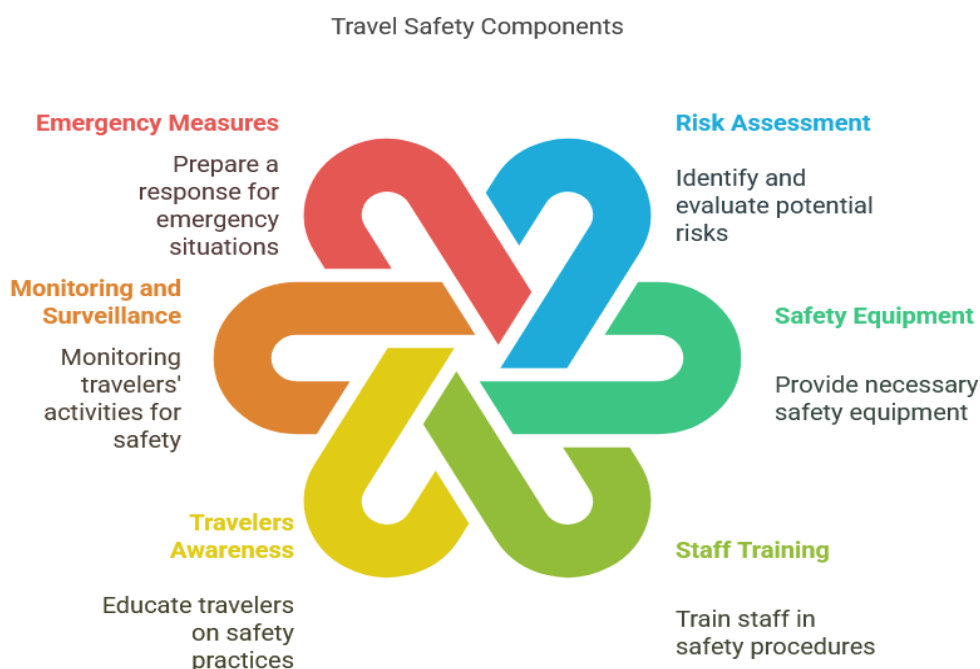 Travel Safety Components
Emergency Measures
Prepare a
response for
emergency
situations
Risk Assessment
Identify and
evaluate potential
risks
Monitoring and
Surveillance
Monitoring
travelers'
activities for
safety
Safety Equipment
Provide necessary
safety equipment
Travelers
Awareness
Educate travelers
on safety
practices
Staff Training
Train staff in
safety procedures